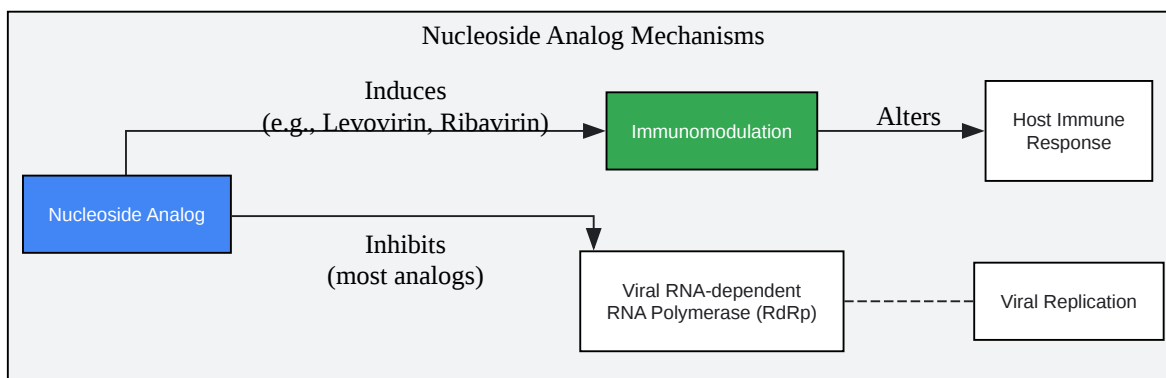 Nucleoside Analog Mechanisms
Induces
(e.g., Levovirin, Ribavirin)
Immunomodulation
Alters
Host Immune
Response
Nucleoside Analog
Inhibits
(most analogs)
Viral RNA-dependent
RNA Polymerase (RdRp)
Viral Replication